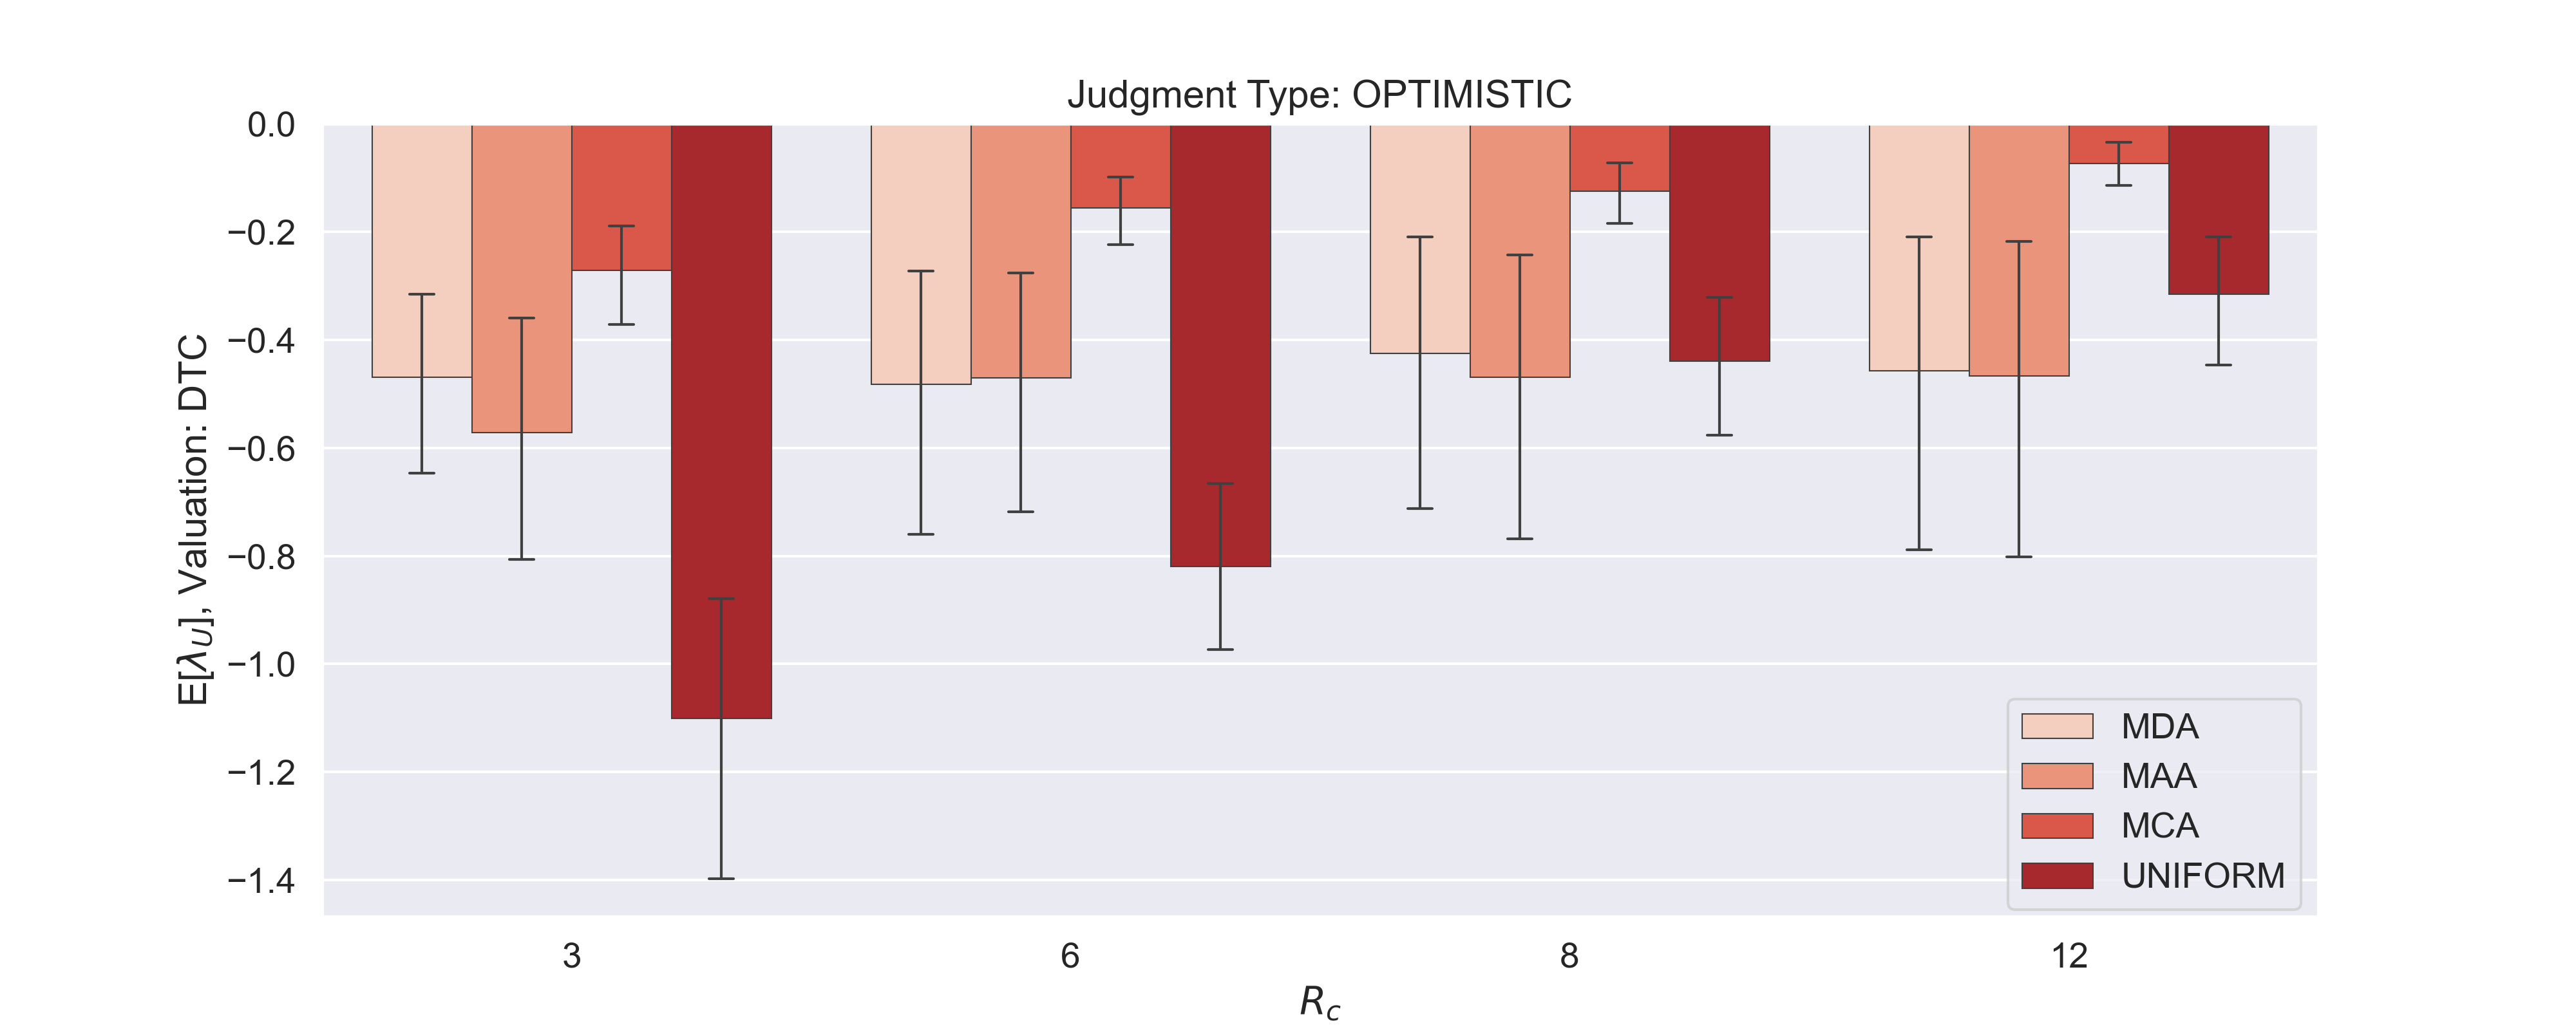 Judgment Type: OPTIMISTIC
E[λU], Valuation: DTC
0.0
−0.2
−0.4
−0.6
−0.8
−1.0
−1.2
−1.4
3 6 8 12
Rc
MDA
MAA
MCA
UNIFORM